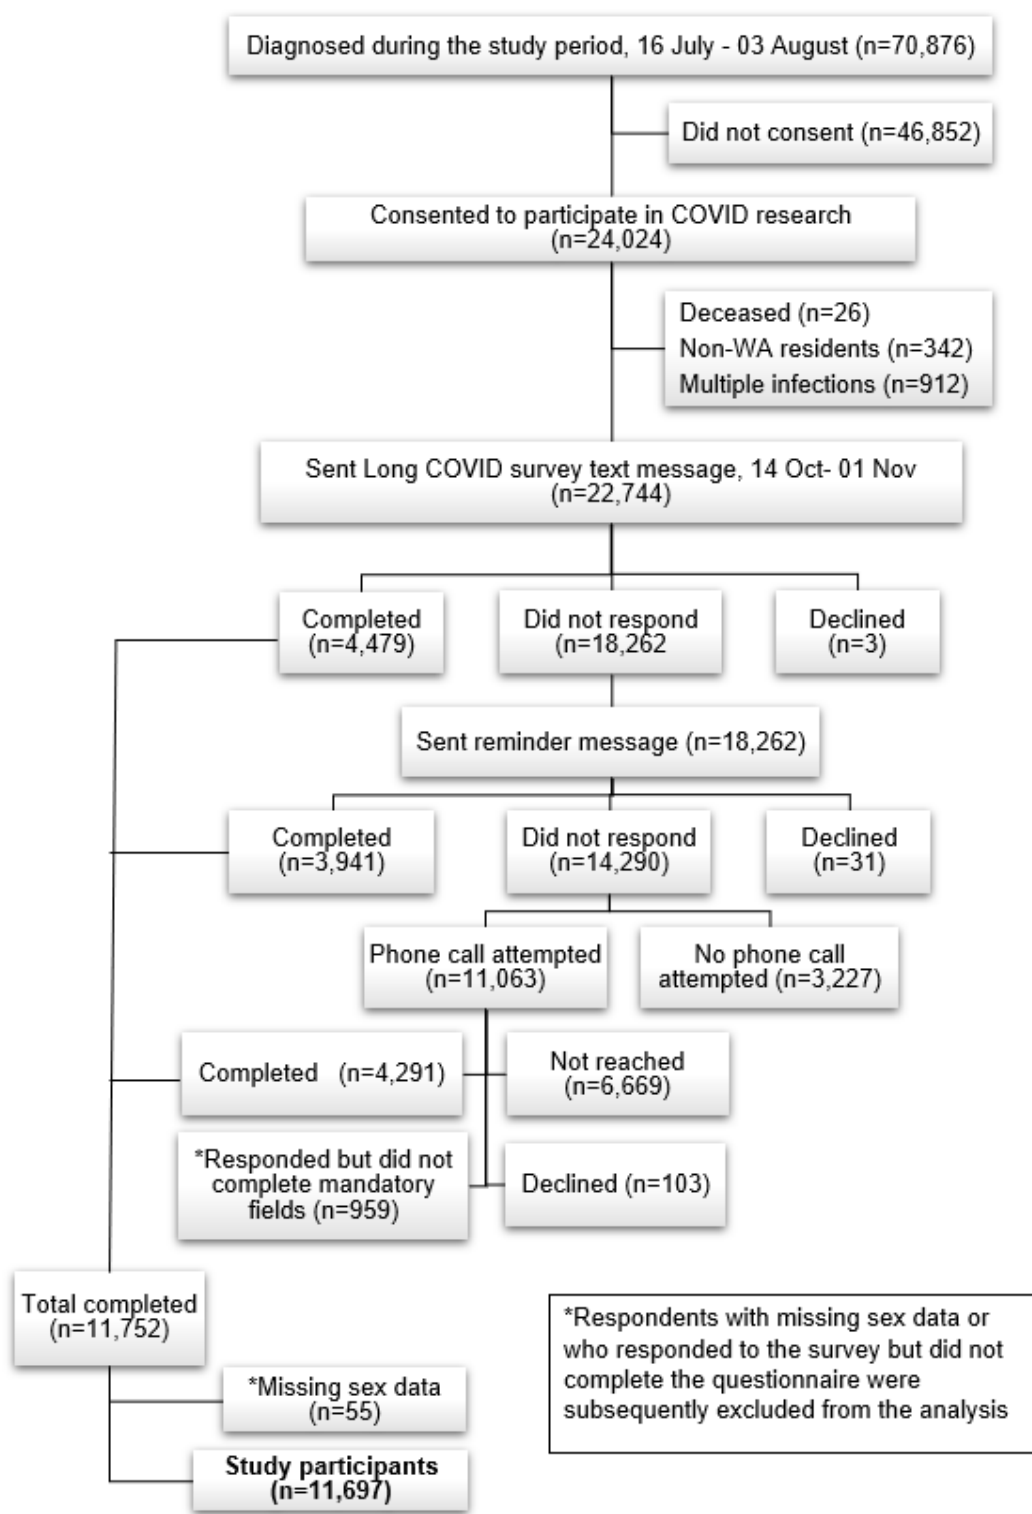 Diagnosed during the study period, 16 July - 03 August (n=70,876)
Did not consent (n=46,852)
Consented to participate in COVID research
(n=24,024)
Deceased (n=26)
Non-WA residents (n=342)
Multiple infections (n=912)
Sent Long COVID survey text message, 14 Oct- 01 Nov
(n=22,744)
Completed
(n=4,479)
Did not respond
(n=18,262
Declined
(n=3)
Sent reminder message (n=18,262)
Completed
(n=3,941)
Did not respond
(n=14,290)
Declined
(n=31)
Phone call attempted
(n=11,063)
No phone call
attempted (n=3,227)
Completed (n=4,291)
Not reached
(n=6,669)
*Responded but did not
complete mandatory
fields (n=959)
Declined (n=103)
Total completed
(n=11,752)
*Missing sex data
(n=55)
Study participants
(n=11,697)
*Respondents with missing sex data or
who responded to the survey but did not
complete the questionnaire were
subsequently excluded from the analysis